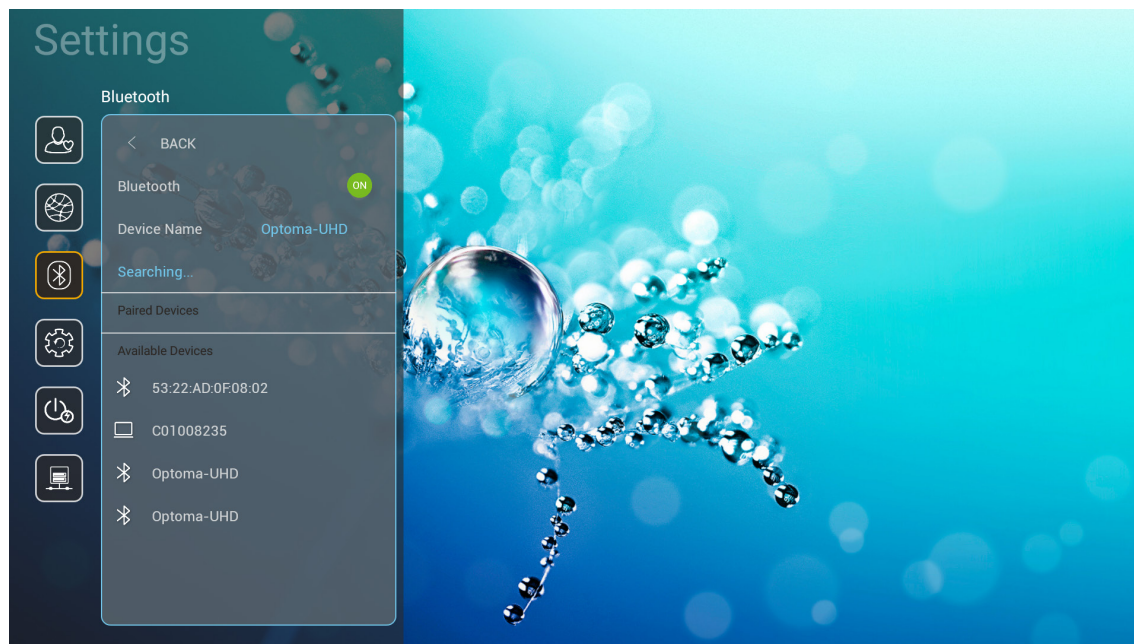 Settings
Bluetooth
BACK
Bluetooth ON
Device Name Optoma-UHD
Searching...
Paired Devices
Available Devices
53:22:AD:0F:08:02
C01008235
Optoma-UHD
Optoma-UHD